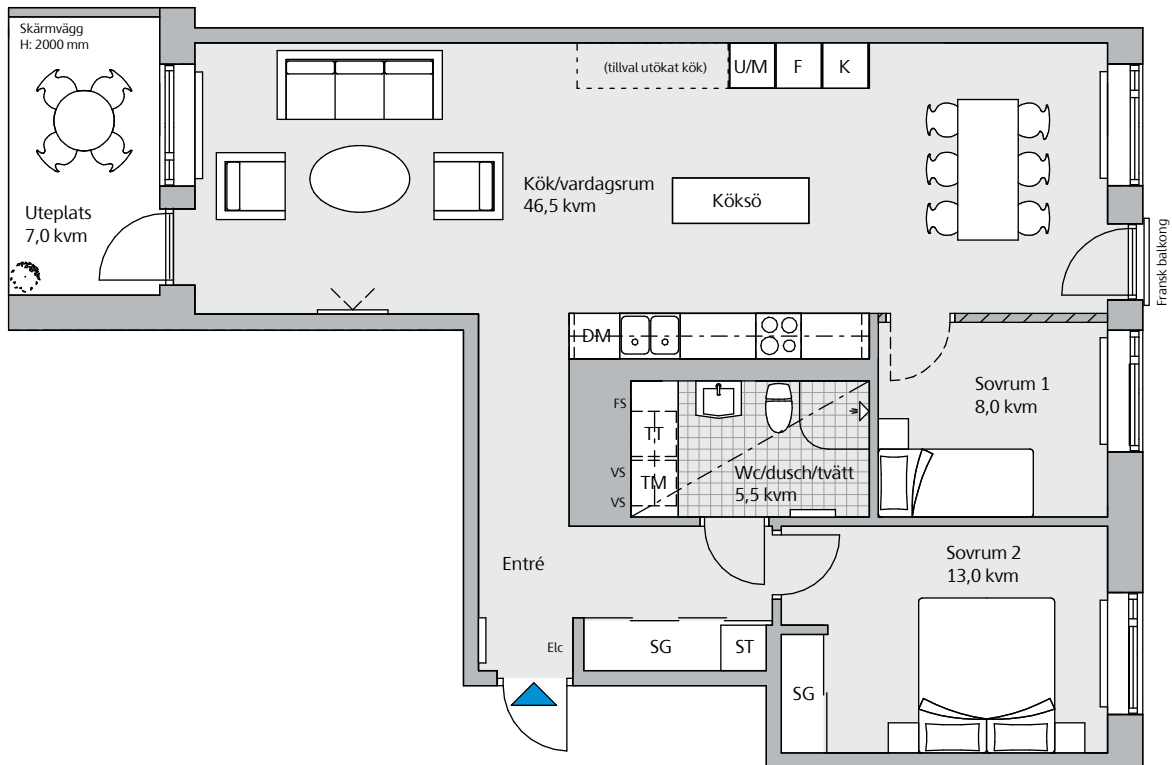 Skärmvägg
H: 2000 mm
(tillval utökat kök)
U/M
F
K
Kök/vardagsrum
46,5 kvm
Köksö
Uteplats
7,0 kvm
Fransk balkong
DM
Sovrum 1
8,0 kvm
FS
TT
VS
TM
VS
Wc/dusch/tvätt
5,5 kvm
Entré
Sovrum 2
13,0 kvm
Elc
SG
ST
SG